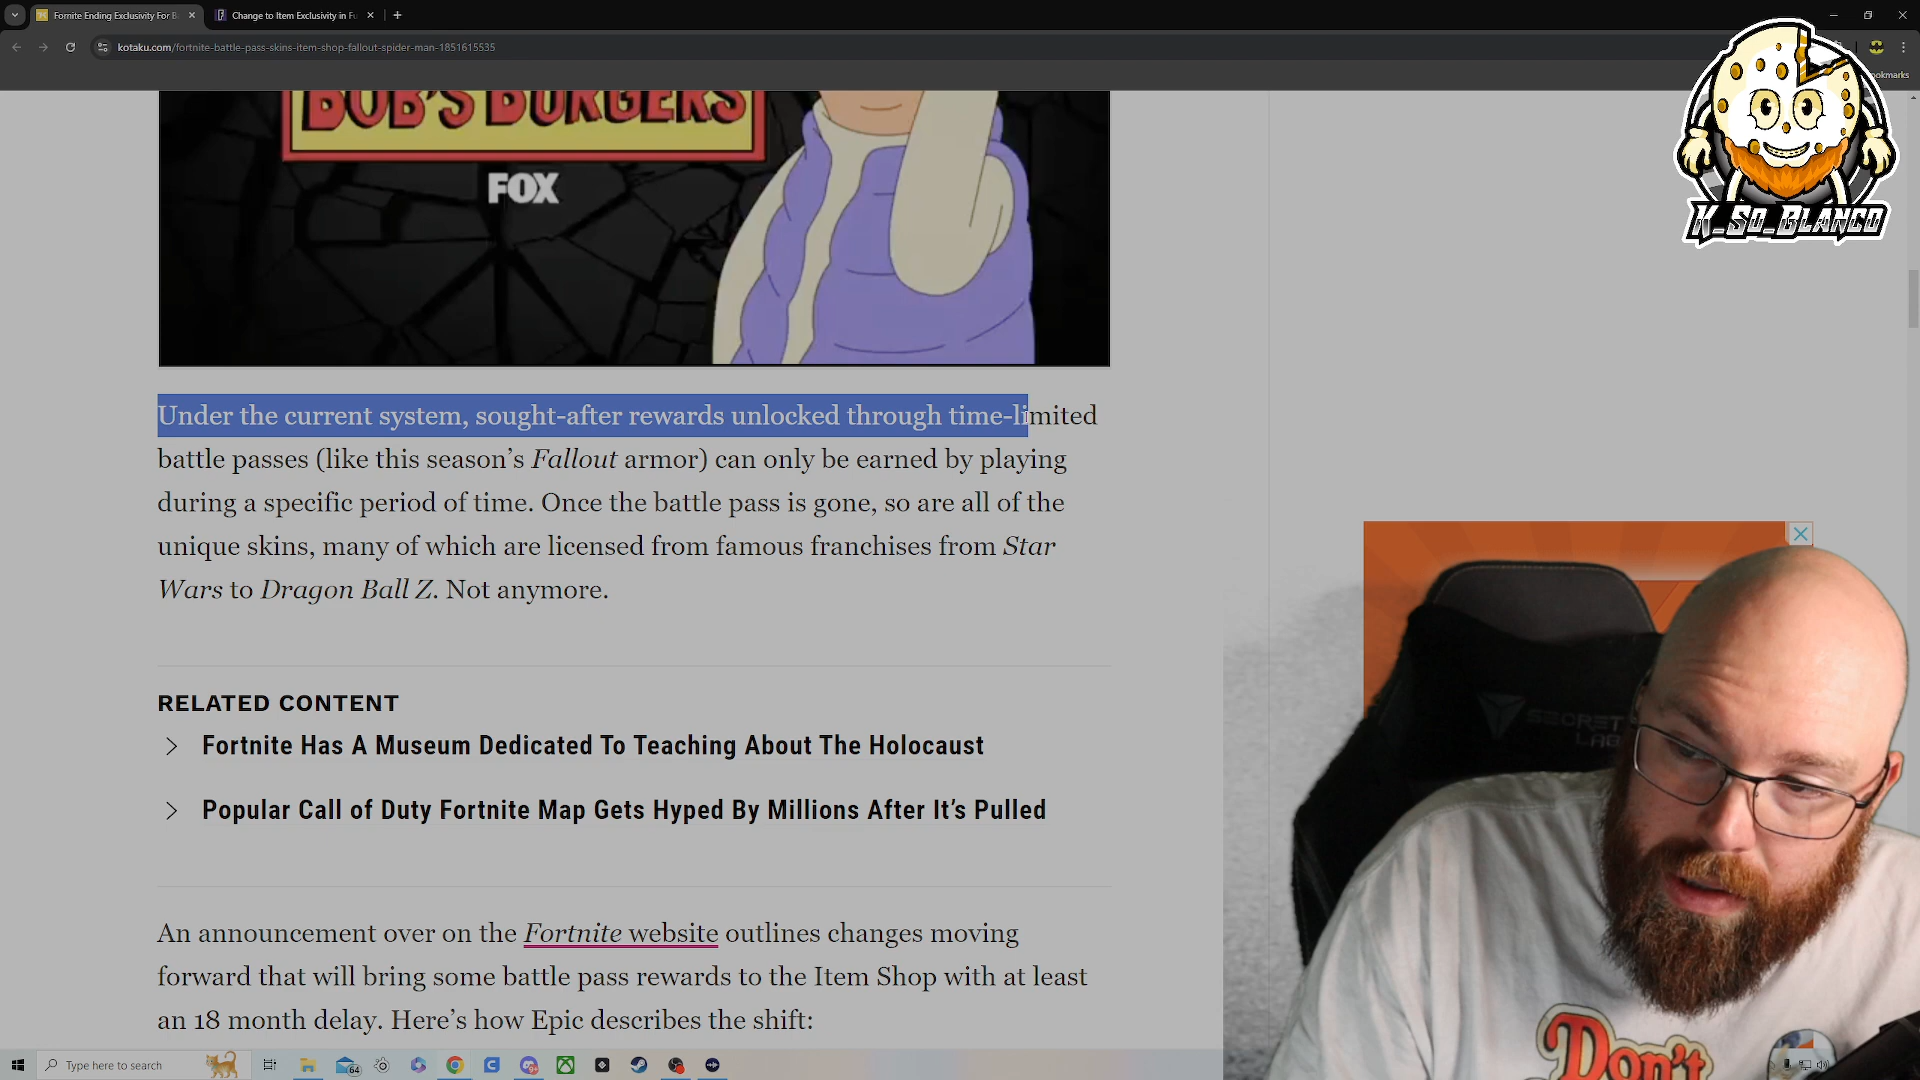 Fornite Ending Exclusivity For B
Change to Item Exclusivity in Fo
kotaku.com/fortnite-battle-pass-skins-item-shop-fallout-spider-man-1851615535
ookmarks
K_So_Blanco
BOB'S BURGERS
FOX
Under the current system, sought-after rewards unlocked through time-limited
battle passes (like this season's Fallout armor) can only be earned by playing
during a specific period of time. Once the battle pass is gone, so are all of the
unique skins, many of which are licensed from famous franchises from Star
Wars to Dragon Ball Z. Not anymore.
SECRET
LAB
RELATED CONTENT
Fortnite Has A Museum Dedicated To Teaching About The Holocaust
Popular Call of Duty Fortnite Map Gets Hyped By Millions After It's Pulled
An announcement over on the Fortnite website outlines changes moving
forward that will bring some battle pass rewards to the Item Shop with at least
an 18 month delay. Here's how Epic describes the shift:
Don't
Type here to search
64